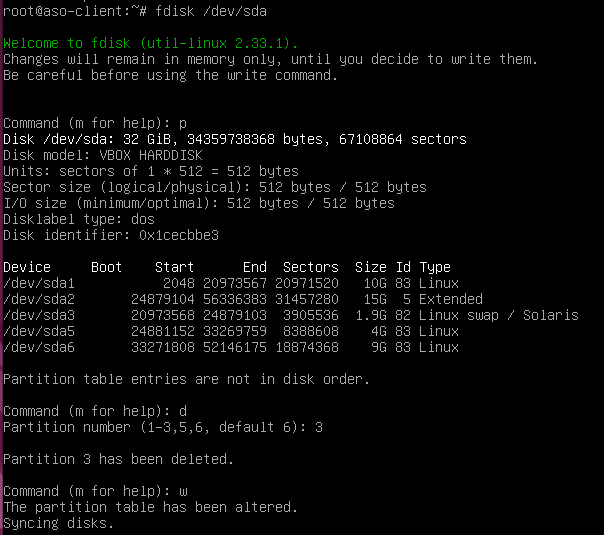 root@aso-client:~# fdisk /dev/sda
Welcome to fdisk (util-linux 2.33.1).
Changes will remain in memory only, until you decide to write them.
Be careful before using the write command.
Command (m for help): p
Disk /dev/sda: 32 GiB, 34359738368 bytes, 67108864 sectors
Disk model: VBOX HARDDISK
Units: sectors of 1 * 512 = 512 bytes
Sector size (logical/physical): 512 bytes / 512 bytes
I/O size (minimum/optimal): 512 bytes / 512 bytes
Disklabel type: dos
Disk identifier: 0x1cecbbe3
Device     Boot    Start      End  Sectors  Size Id Type
/dev/sda1           2048 20973567 20971520   10G 83 Linux
/dev/sda2       24879104 56336383 31457280   15G  5 Extended
/dev/sda3       20973568 24879103  3905536  1.9G 82 Linux swap / Solaris
/dev/sda5       24881152 33269759  8388608    4G 83 Linux
/dev/sda6       33271808 52146175 18874368    9G 83 Linux
Partition table entries are not in disk order.
Command (m for help): d
Partition number (1-3,5,6, default 6): 3
Partition 3 has been deleted.
Command (m for help): w
The partition table has been altered.
Syncing disks.